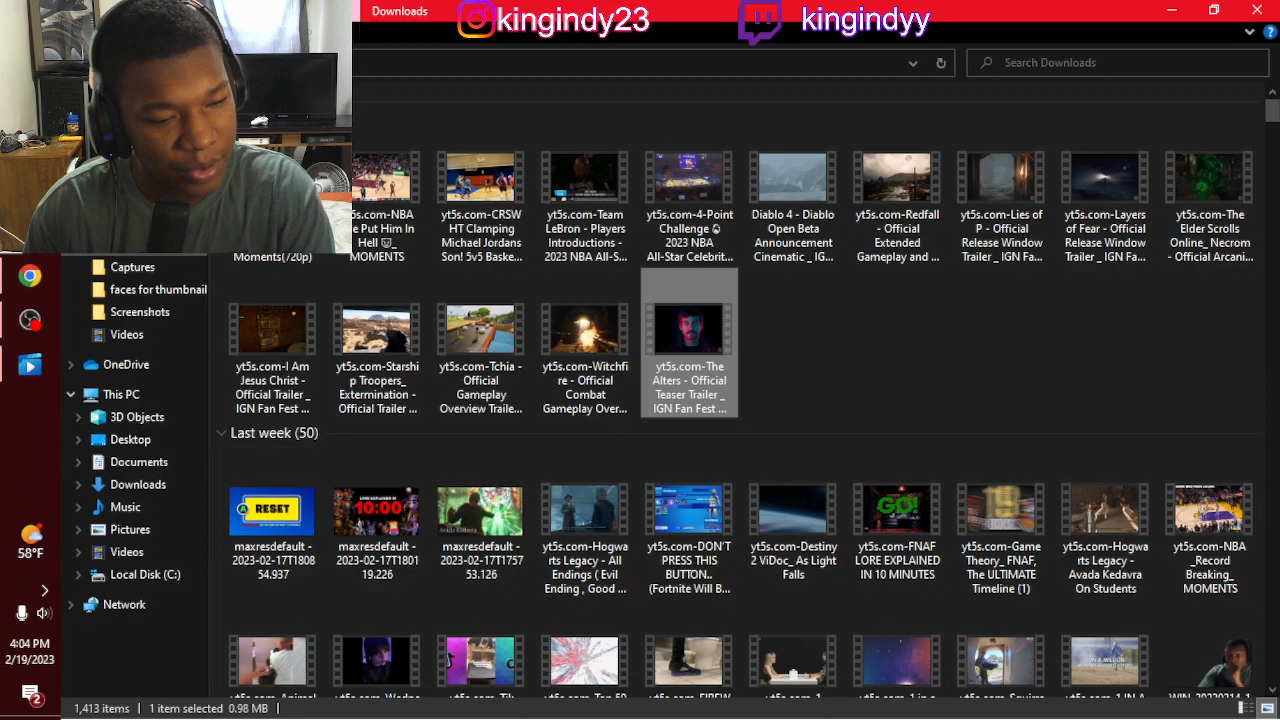 Downloads
kingindy23
kingindyy
Search Downloads
Moments(720p)
yt5s.com-NBA
e Put Him In
Hell
MOMENTS
yt5s.com-CRSW
HT Clamping
Michael Jordans
Son! 5v5 Baske...
yt5s.com-Team
LeBron - Players
Introductions -
2023 NBA All-S...
yt5s.com-4-Point
Challenge
2023 NBA
All-Star Celebrit...
Diablo 4 - Diablo
Open Beta
Announcement
Cinematic _ IG...
yt5s.com-Redfall
- Official
Extended
Gameplay and ...
yt5s.com-Lies of
P - Official
Release Window
Trailer _ IGN Fa...
yt5s.com-Layers
of Fear - Official
Release Window
Trailer _ IGN Fa...
yt5s.com-The
Elder Scrolls
Online_ Necrom
- Official Arcani...
yt5s.com-I Am
Jesus Christ -
Official Trailer _
IGN Fan Fest ...
yt5s.com-Starshi
p Troopers_
Extermination -
Official Trailer ...
yt5s.com-Tchia -
Official
Gameplay
Overview Traile...
yt5s.com-Witchfi
re - Official
Combat
Gameplay Over...
yt5s.com-The
Alters - Official
Teaser Trailer _
IGN Fan Fest ...
Last week (50)
RESET
maxresdefault -
2023-02-17T1808
54.937
LORE EXPLAINED IN
10:00
maxresdefault -
2023-02-17T1801
19.226
Avada Kedavra
maxresdefault -
2023-02-17T1757
53.126
yt5s.com-Hogwa
rts Legacy - All
Endings ( Evil
Ending , Good ...
yt5s.com-DON'T
PRESS THIS
BUTTON..
(Fortnite Will B...
yt5s.com-Destiny
2 ViDoc_ As Light
Falls
GO!
yt5s.com-FNAF
LORE EXPLAINED
IN 10 MINUTES
yt5s.com-Game
Theory_ FNAF,
The ULTIMATE
Timeline (1)
yt5s.com-Hogwa
rts Legacy -
Avada Kedavra
On Students
yt5s.com-NBA
_Record
Breaking_
MOMENTS
IN A MILLION
Captures
faces for thumbnail
Screenshots
Videos
OneDrive
This PC
3D Objects
Desktop
Documents
Downloads
Music
Pictures
Videos
Local Disk (C:)
Network
58°F
4:04 PM
2/19/2023
2
1,413 items
1 item selected 0.98 MB